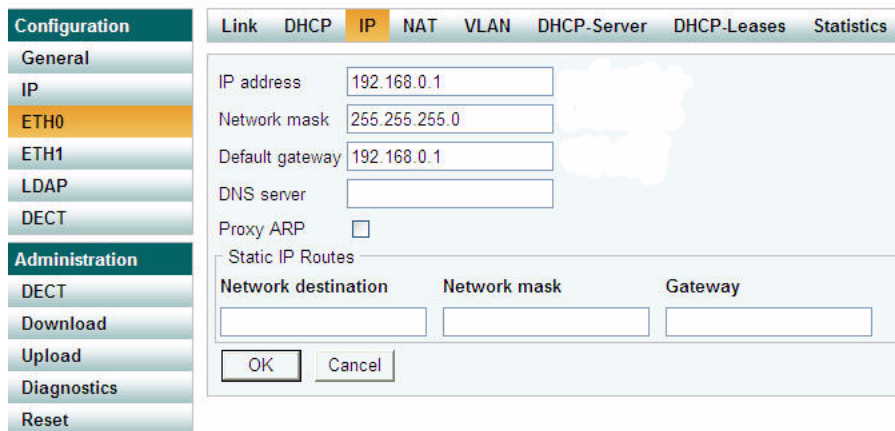 Configuration
General
IP
ETH0
ETH1
LDAP
DECT
Administration
DECT
Download
Upload
Diagnostics
Reset
Link DHCP IP NAT VLAN DHCP-Server DHCP-Leases Statistics
IP address 192.168.0.1
Network mask 255.255.255.0
Default gateway 192.168.0.1
DNS server
Proxy ARP
Static IP Routes
Network destination Network mask Gateway
OK Cancel